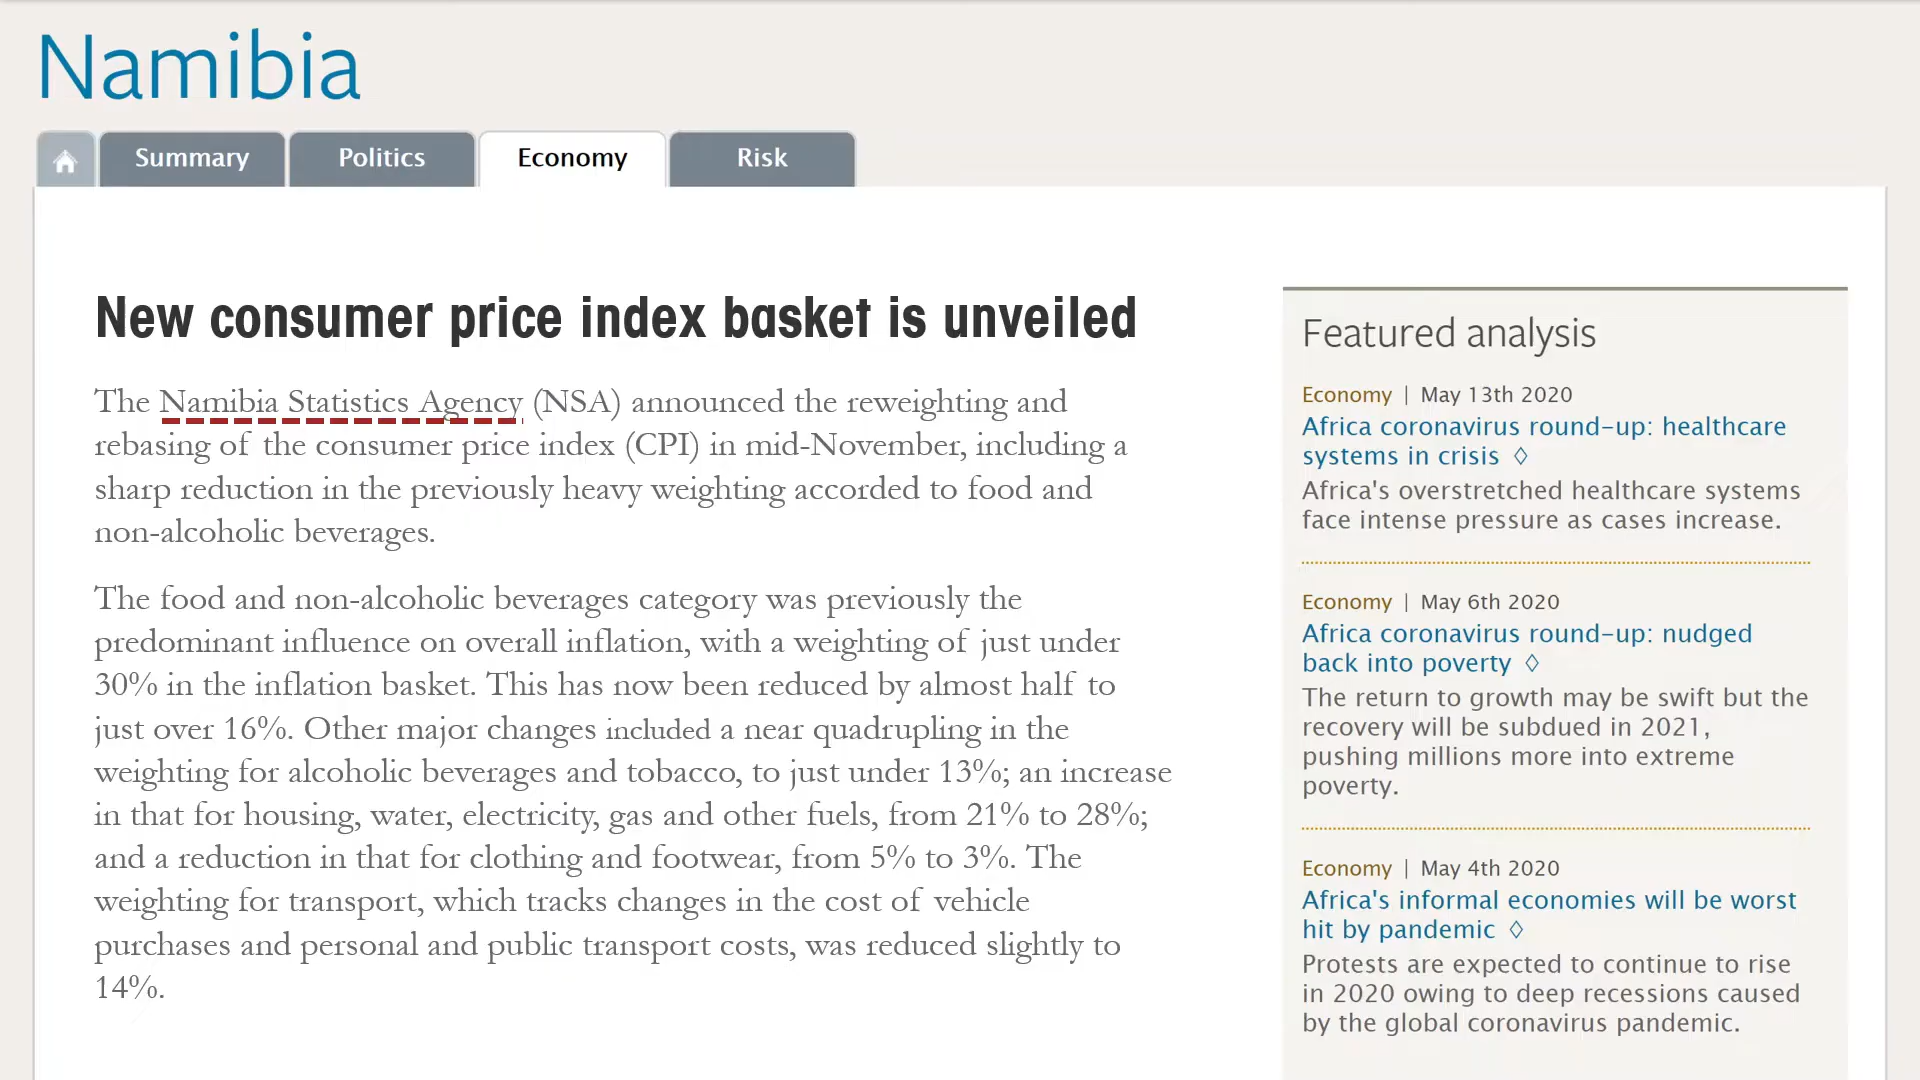 Namibia
Summary
Politics
Economy
Risk
New consumer price index basket is unveiled
The Namibia Statistics Agency (NSA) announced the reweighting and
rebasing of the consumer price index (CPI) in mid-November, including a
sharp reduction in the previously heavy weighting accorded to food and
non-alcoholic beverages.
The food and non-alcoholic beverages category was previously the
predominant influence on overall inflation, with a weighting of just under
30% in the inflation basket. This has now been reduced by almost half to
just over 16%. Other major changes included a near quadrupling in the
weighting for alcoholic beverages and tobacco, to just under 13%; an increase
in that for housing, water, electricity, gas and other fuels, from 21% to 28%;
and a reduction in that for clothing and footwear, from 5% to 3%. The
weighting for transport, which tracks changes in the cost of vehicle
purchases and personal and public transport costs, was reduced slightly to
14%.
Featured analysis
Economy | May 13th 2020
Africa coronavirus round-up: healthcare
systems in crisis ◊
Africa's overstretched healthcare systems
face intense pressure as cases increase.
Economy | May 6th 2020
Africa coronavirus round-up: nudged
back into poverty ◊
The return to growth may be swift but the
recovery will be subdued in 2021,
pushing millions more into extreme
poverty.
Economy | May 4th 2020
Africa's informal economies will be worst
hit by pandemic ◊
Protests are expected to continue to rise
in 2020 owing to deep recessions caused
by the global coronavirus pandemic.